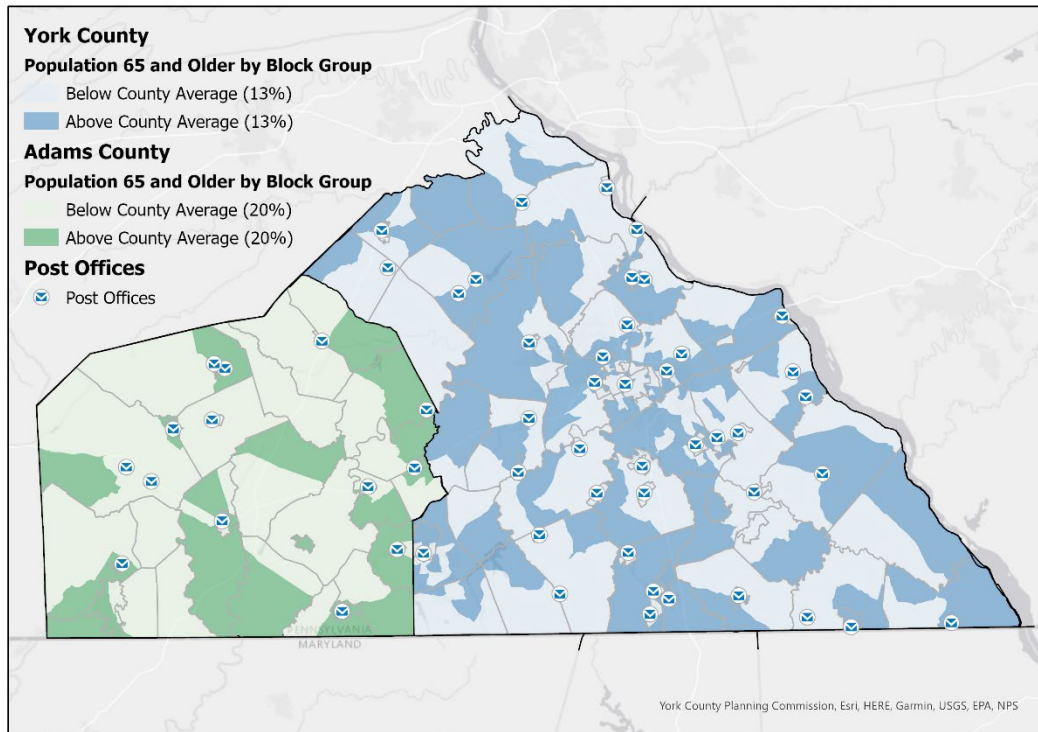 York County
Population 65 and Older by Block Group
Below County Average (13%)
Above County Average (13%)
Adams County
Population 65 and Older by Block Group
Below County Average (20%)
Above County Average (20%)
Post Offices
Post Offices
PENNSYLVANIA
MARYLAND
York County Planning Commission, Esri, HERE, Garmin, USGS, EPA, NPS